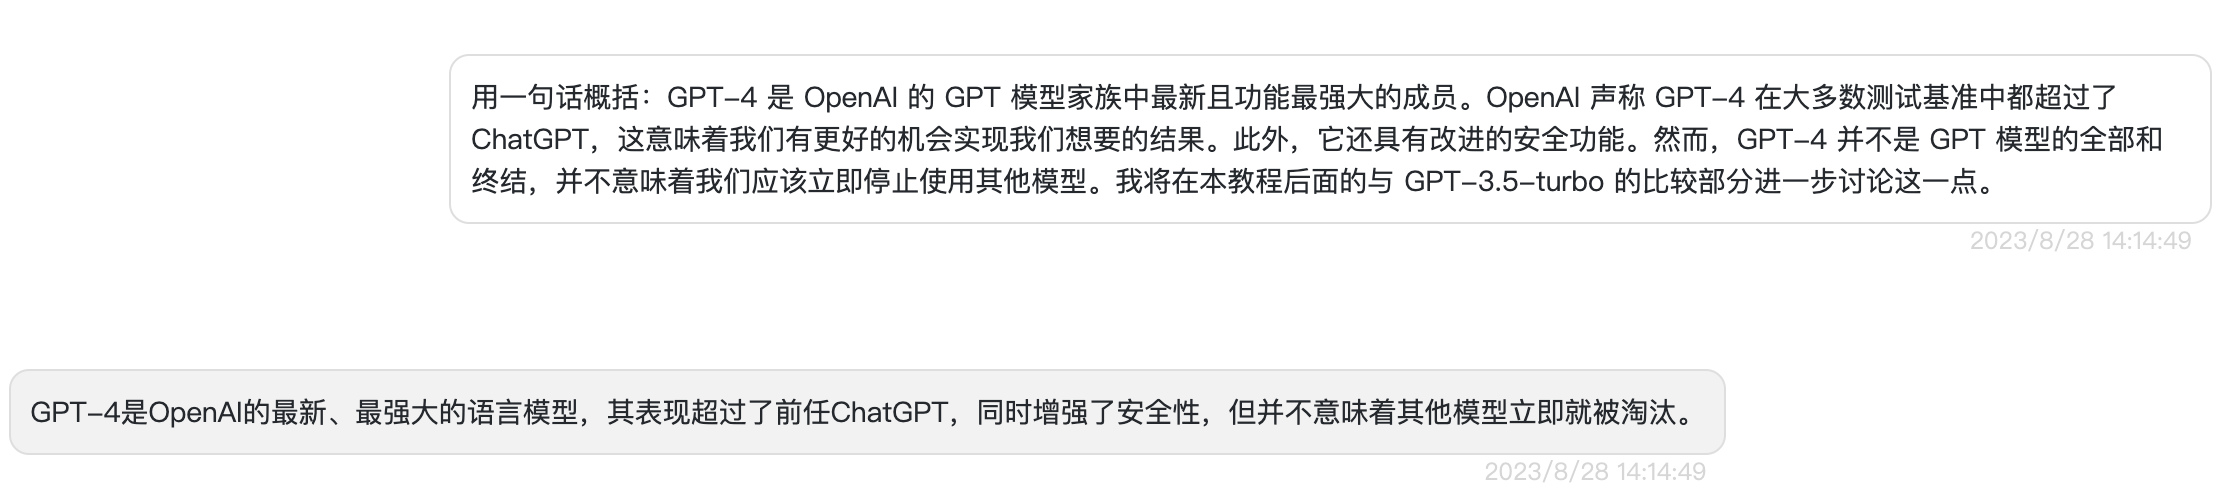 用一句话概括：GPT-4 是 OpenAI 的 GPT 模型家族中最新且功能最强大的成员。OpenAI 声称 GPT-4 在大多数测试基准中都超过了
ChatGPT，这意味着我们有更好的机会实现我们想要的结果。此外，它还具有改进的安全功能。然而，GPT-4 并不是 GPT 模型的全部和
终结，并不意味着我们应该立即停止使用其他模型。我将在本教程后面的与 GPT-3.5-turbo 的比较部分进一步讨论这一点。
2023/8/28 14:14:49
GPT-4是OpenAI的最新、最强大的语言模型，其表现超过了前任ChatGPT，同时增强了安全性，但并不意味着其他模型立即就被淘汰。
2023/8/28 14:14:49